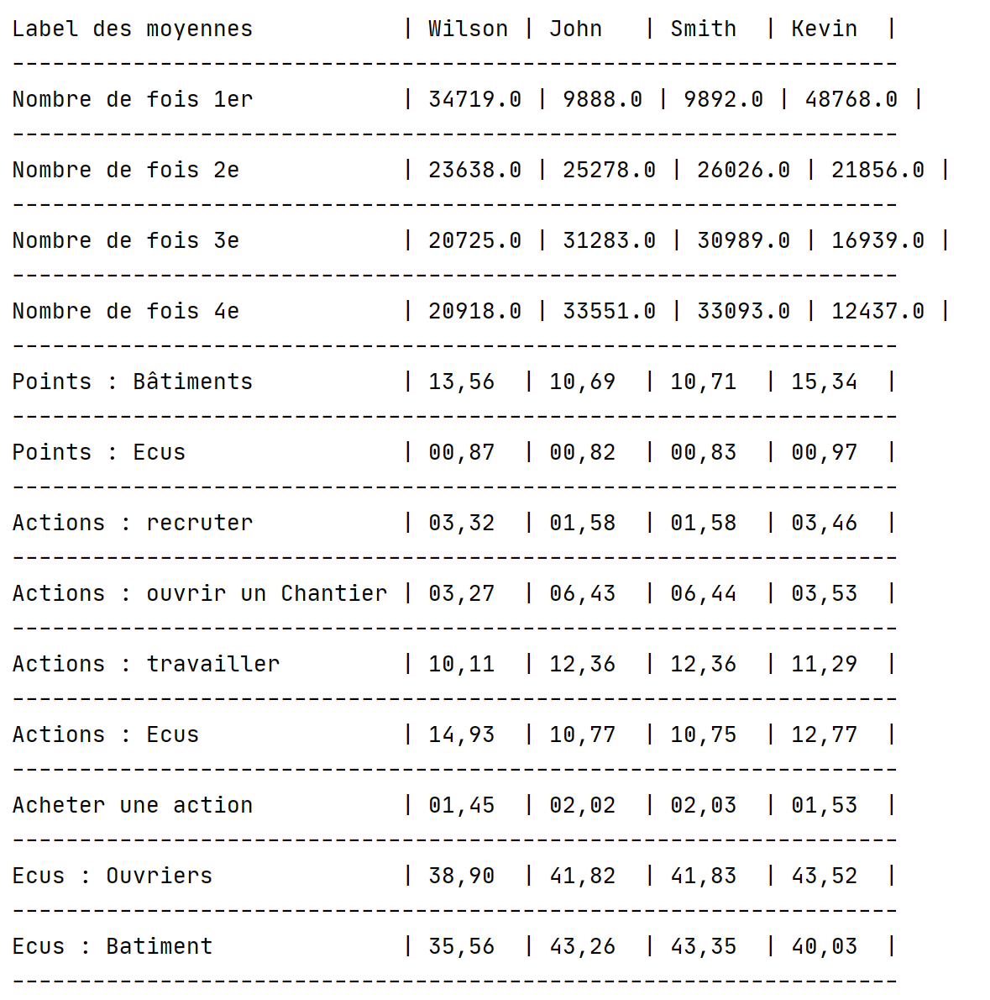 Label des moyennes           | Wilson | John   | Smith  | Kevin  |
------------------------------------------------------------------
Nombre de fois 1er           | 34719.0 | 9888.0 | 9892.0 | 48768.0 |
------------------------------------------------------------------
Nombre de fois 2e            | 23638.0 | 25278.0 | 26026.0 | 21856.0 |
------------------------------------------------------------------
Nombre de fois 3e            | 20725.0 | 31283.0 | 30989.0 | 16939.0 |
------------------------------------------------------------------
Nombre de fois 4e            | 20918.0 | 33551.0 | 33093.0 | 12437.0 |
------------------------------------------------------------------
Points : Bâtiments           | 13,56  | 10,69  | 10,71  | 15,34  |
------------------------------------------------------------------
Points : Ecus                | 00,87  | 00,82  | 00,83  | 00,97  |
------------------------------------------------------------------
Actions : recruter           | 03,32  | 01,58  | 01,58  | 03,46  |
------------------------------------------------------------------
Actions : ouvrir un Chantier | 03,27  | 06,43  | 06,44  | 03,53  |
------------------------------------------------------------------
Actions : travailler         | 10,11  | 12,36  | 12,36  | 11,29  |
------------------------------------------------------------------
Actions : Ecus               | 14,93  | 10,77  | 10,75  | 12,77  |
------------------------------------------------------------------
Acheter une action           | 01,45  | 02,02  | 02,03  | 01,53  |
------------------------------------------------------------------
Ecus : Ouvriers              | 38,90  | 41,82  | 41,83  | 43,52  |
------------------------------------------------------------------
Ecus : Batiment              | 35,56  | 43,26  | 43,35  | 40,03  |
------------------------------------------------------------------